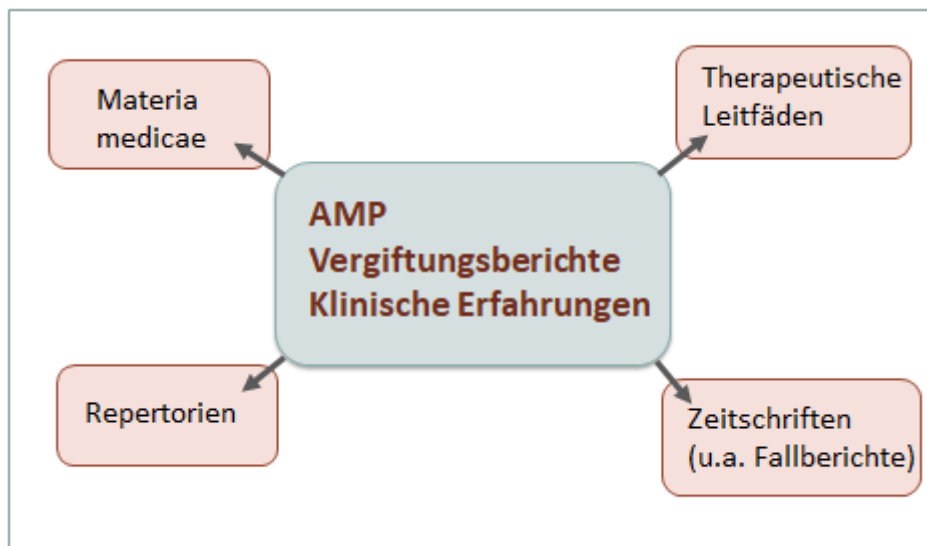 Materia
medicae
Therapeutische
Leitfäden
AMP
Vergiftungsberichte
Klinische Erfahrungen
Repertorien
Zeitschriften
(u.a. Fallberichte)